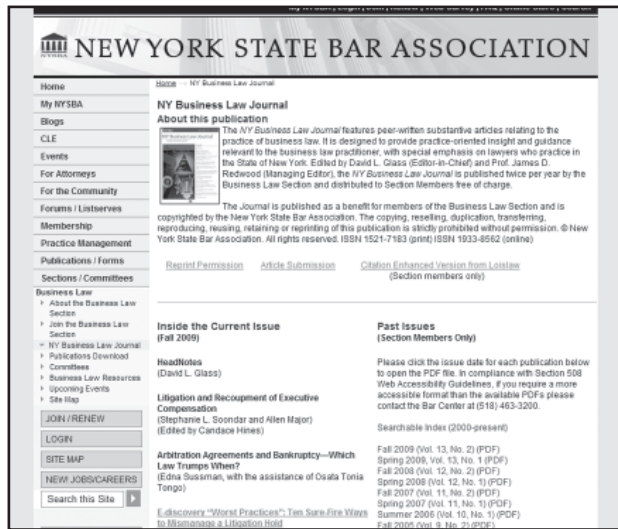 My NYSBA | Login | Join | Renew | Web Survey | FAQ | Online Store | Search
NEW YORK STATE BAR ASSOCIATION
Home
My NYSBA
Blogs
CLE
Events
For Attorneys
For the Community
Forums / Listserves
Membership
Practice Management
Publications / Forms
Sections / Committees
Business Law
About the Business Law
Section
Join the Business Law
Section
NY Business Law Journal
Publications Download
Committees
Business Law Resources
Upcoming Events
Site Map
JOIN / RENEW
LOGIN
SITE MAP
NEW! JOBS/CAREERS
Search this Site
Home → NY Business Law Journal
NY Business Law Journal
About this publication
The NY Business Law Journal features peer-written substantive articles relating to the
practice of business law. It is designed to provide practice-oriented insight and guidance
relevant to the business law practitioner, with special emphasis on lawyers who practice in
the State of New York. Edited by David L. Glass (Editor-in-Chief) and Prof. James D.
Redwood (Managing Editor), the NY Business Law Journal is published twice per year by the
Business Law Section and distributed to Section Members free of charge.
The Journal is published as a benefit for members of the Business Law Section and is
copyrighted by the New York State Bar Association. The copying, reselling, duplication, transferring,
reproducing, reusing, retaining or reprinting of this publication is strictly prohibited without permission. © New
York State Bar Association. All rights reserved. ISSN 1521-7183 (print) ISSN 1933-8562 (online)
Reprint Permission Article Submission Citation Enhanced Version from Loislaw
(Section members only)
Inside the Current Issue
(Fall 2009)
HeadNotes
(David L. Glass)
Litigation and Recoupment of Executive
Compensation
(Stephanie L. Soondar and Allen Major)
(Edited by Candace Hines)
Arbitration Agreements and Bankruptcy—Which
Law Trumps When?
(Edna Sussman, with the assistance of Osata Tonia
Tongo)
E-discovery "Worst Practices": Ten Sure-Fire Ways
to Mismanage a Litigation Hold
Past Issues
(Section Members Only)
Please click the issue date for each publication below
to open the PDF file. In compliance with Section 508
Web Accessibility Guidelines, if you require a more
accessible format than the available PDFs please
contact the Bar Center at (518) 463-3200.
Searchable Index (2000-present)
Fall 2009 (Vol. 13, No. 2) (PDF)
Spring 2009, Vol. 13, No. 1 (PDF)
Fall 2008 (Vol. 12, No. 2) (PDF)
Spring 2008 (Vol. 12, No. 1) (PDF)
Fall 2007 (Vol. 11, No. 2) (PDF)
Spring 2007 (Vol. 11, No. 1) (PDF)
Summer 2006 (Vol. 10, No. 1) (PDF)
Fall 2005 (Vol. 9, No. 2) (PDF)